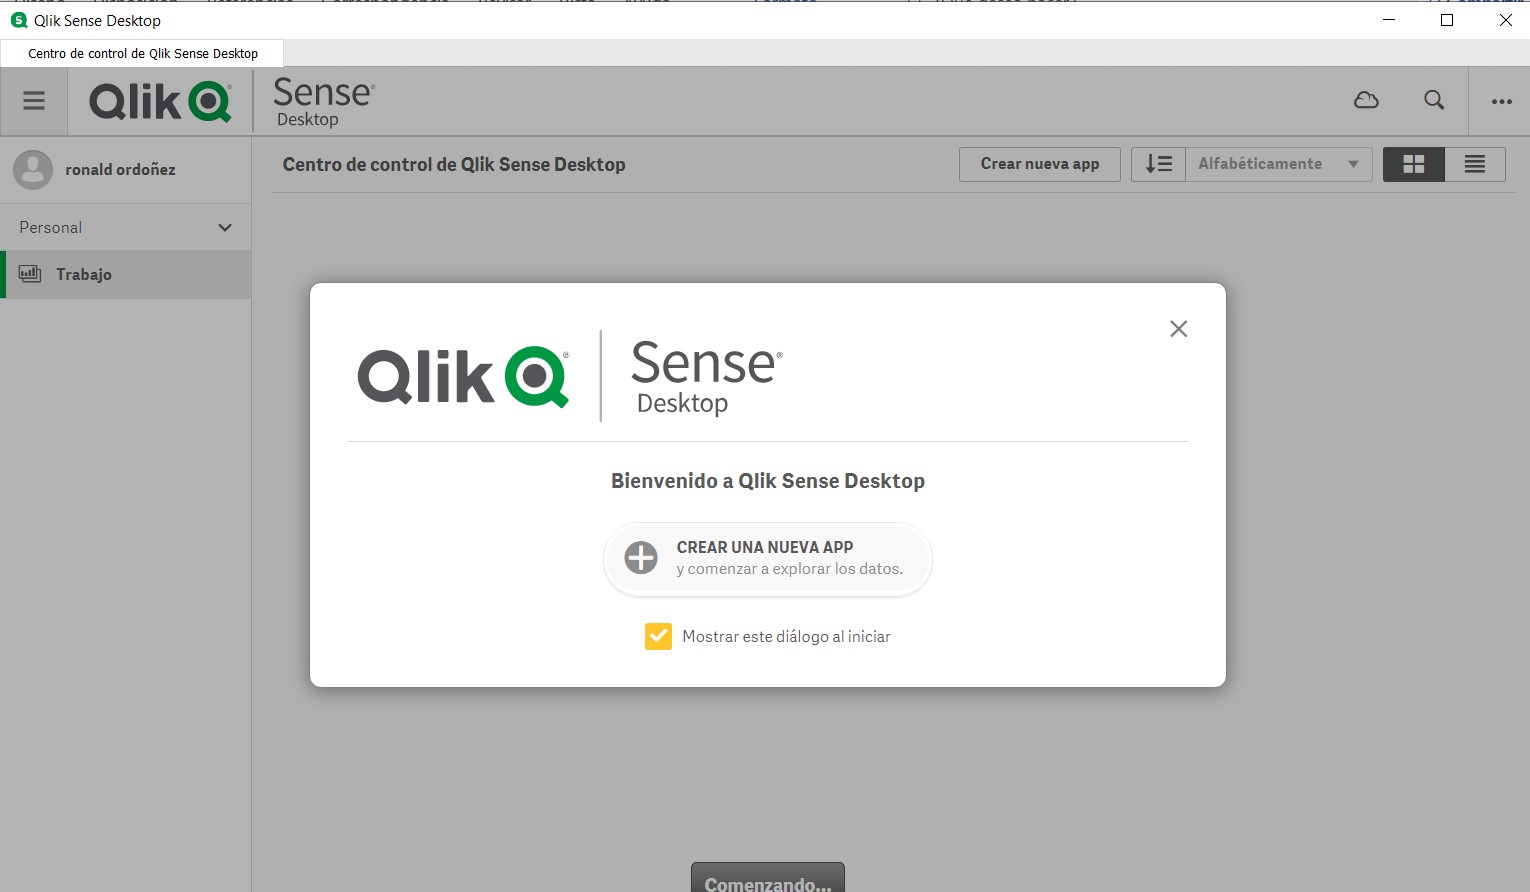 Qlik Sense Desktop
Centro de control de Qlik Sense Desktop
Qlik
Sense®
Desktop
ronald ordoñez
Centro de control de Qlik Sense Desktop
Crear nueva app
Alfabéticamente
Personal
Trabajo
Qlik ®
Sense®
Desktop
Bienvenido a Qlik Sense Desktop
CREAR UNA NUEVA APP
y comenzar a explorar los datos.
Mostrar este diálogo al iniciar
Comenzando...